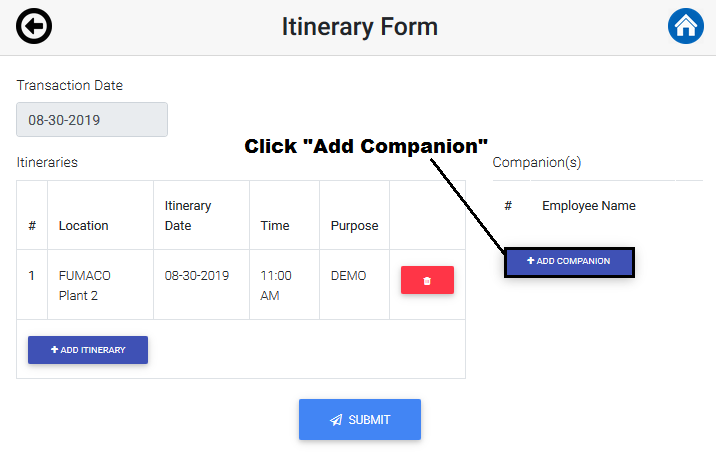 Itinerary Form
Transaction Date
08-30-2019
Click "Add Companion"
Itineraries
# Location Itinerary Date Time Purpose
1 FUMACO Plant 2 08-30-2019 11:00 AM DEMO
+ ADD ITINERARY
Companion(s)
# Employee Name
+ ADD COMPANION
SUBMIT